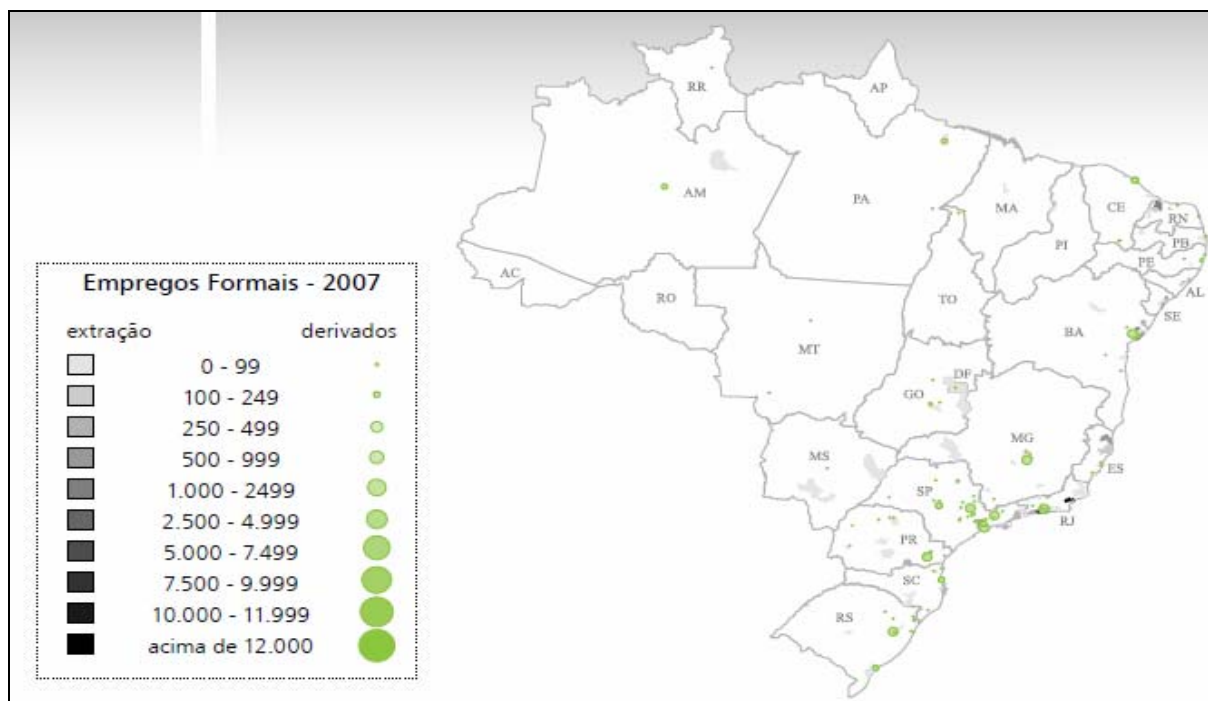 Empregos Formais - 2007
extração derivados
0 - 99
100 - 249
250 - 499
500 - 999
1.000 - 2499
2.500 - 4.999
5.000 - 7.499
7.500 - 9.999
10.000 - 11.999
acima de 12.000
RR
AP
AM
PA
MA
CE
RN
PB
PE
PI
AL
SE
AC
RO
TO
BA
MT
DF
GO
MG
ES
MS
SP
RJ
PR
SC
RS